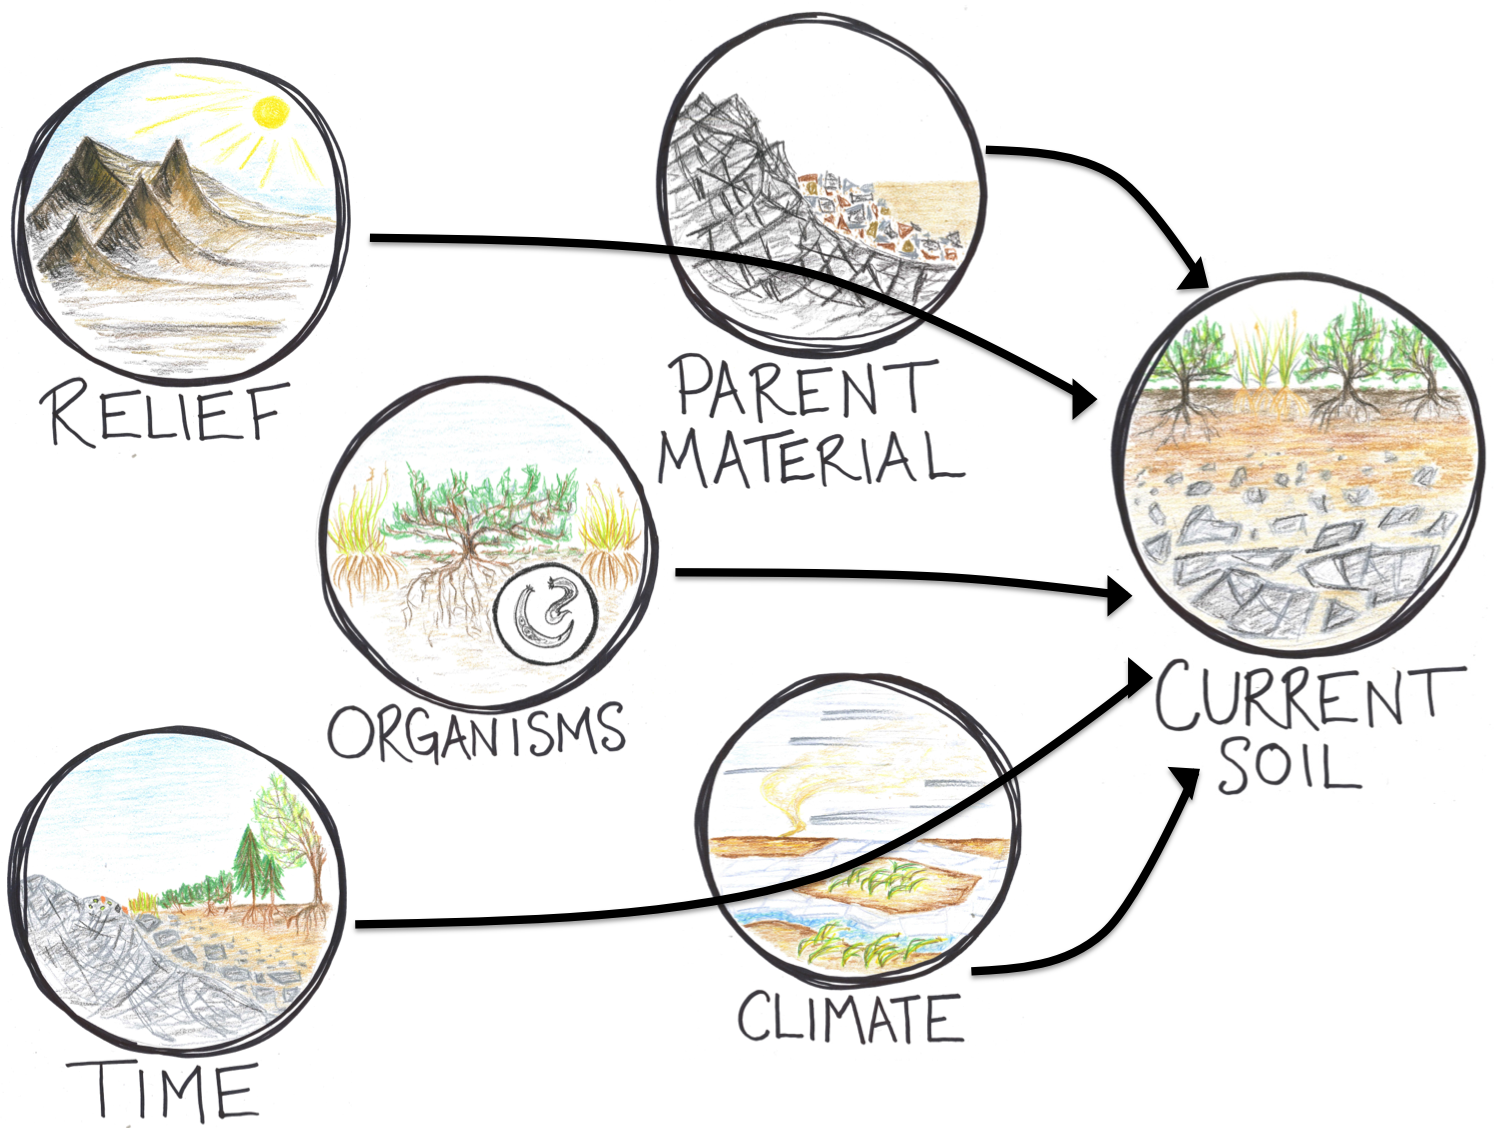 RELIEF
PARENT
MATERIAL
ORGANISMS
CURRENT
SOIL
CLIMATE
TIME